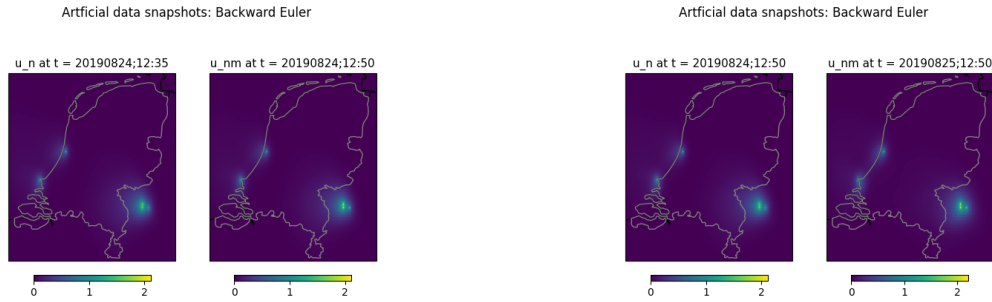 Artficial data snapshots: Backward Euler
u_n at t = 20190824;12:35
u_nm at t = 20190824;12:50
0 1 2
0 1 2
Artficial data snapshots: Backward Euler
u_n at t = 20190824;12:50
u_nm at t = 20190825;12:50
0 1 2
0 1 2